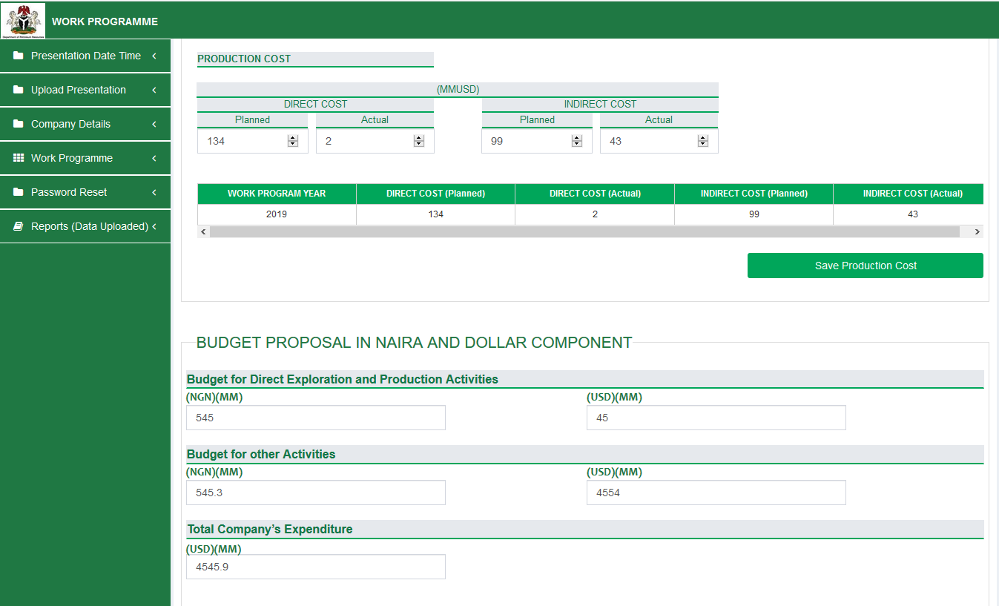 WORK PROGRAMME
Department of Petroleum Resources
Presentation Date Time
Upload Presentation
Company Details
Work Programme
Password Reset
Reports (Data Uploaded)
PRODUCTION COST
(MMUSD)
DIRECT COST INDIRECT COST
Planned Actual Planned Actual
134 2 99 43
WORK PROGRAM YEAR DIRECT COST (Planned) DIRECT COST (Actual) INDIRECT COST (Planned) INDIRECT COST (Actual)
2019 134 2 99 43
Save Production Cost
BUDGET PROPOSAL IN NAIRA AND DOLLAR COMPONENT
Budget for Direct Exploration and Production Activities
(NGN)(MM) (USD)(MM)
545 45
Budget for other Activities
(NGN)(MM) (USD)(MM)
545.3 4554
Total Company’s Expenditure
(USD)(MM)
4545.9